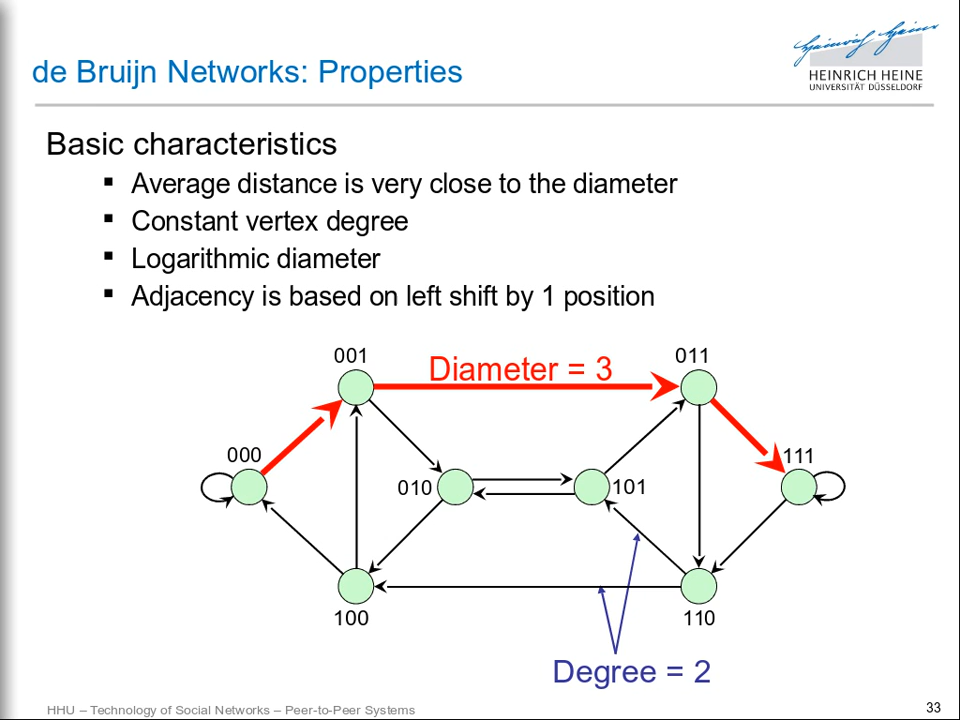 de Bruijn Networks: Properties
Heinrich Heine
HEINRICH HEINE
UNIVERSITÄT DÜSSELDORF
Basic characteristics
▪ Average distance is very close to the diameter
▪ Constant vertex degree
▪ Logarithmic diameter
▪ Adjacency is based on left shift by 1 position
001
Diameter = 3
011
000
111
010
101
100
110
Degree = 2
HHU – Technology of Social Networks – Peer-to-Peer Systems
33